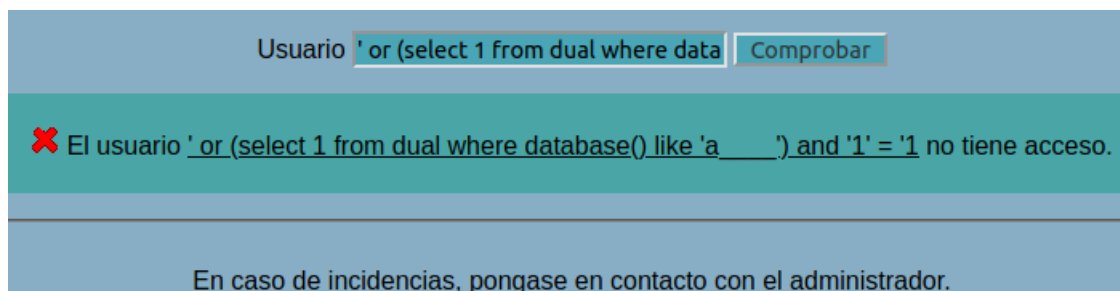 Usuario ' or (select 1 from dual where data Comprobar
El usuario ' or (select 1 from dual where database() like 'a____') and '1' = '1 no tiene acceso.
En caso de incidencias, pongase en contacto con el administrador.